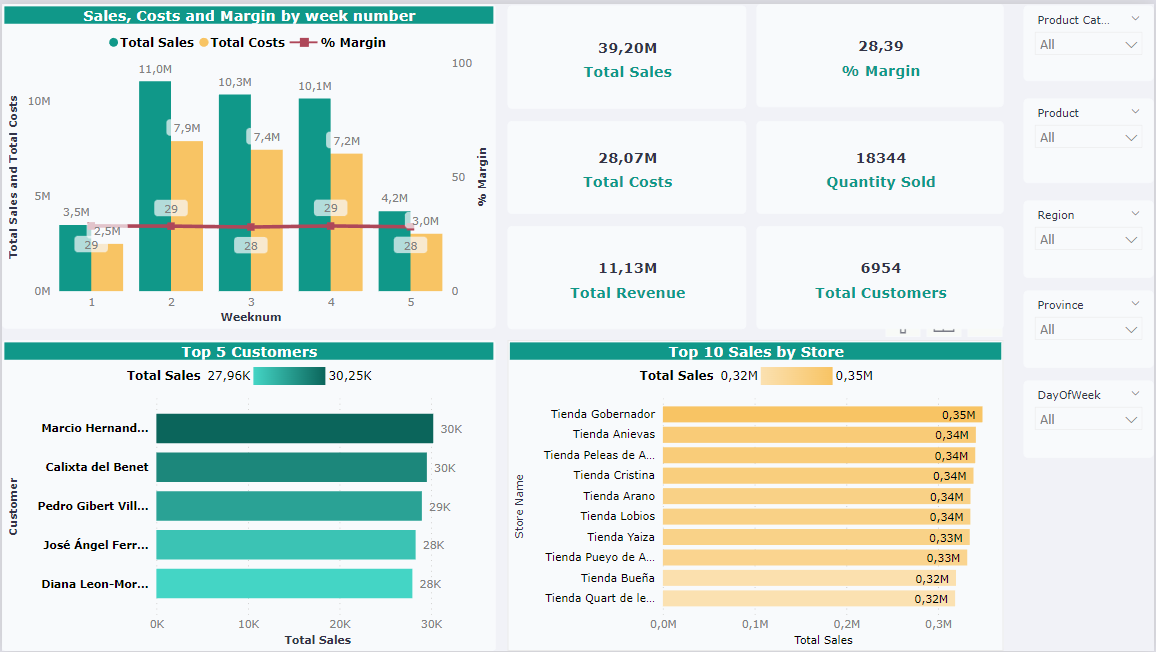 Sales, Costs and Margin by week number
Total Sales Total Costs % Margin
Total Sales and Total Costs
10M
5M
0M
11,0M
10,3M
10,1M
7,9M
7,4M
7,2M
3,5M
2,5M
4,2M
3,0M
29
29
28
29
28
100
50
0
% Margin
1 2 3 4 5
Weeknum
39,20M
Total Sales
28,39
% Margin
28,07M
Total Costs
18344
Quantity Sold
11,13M
Total Revenue
6954
Total Customers
Product Cat...
All
Product
All
Region
All
Province
All
DayOfWeek
All
Top 5 Customers
Total Sales 27,96K 30,25K
Customer
Marcio Hernand... 30K
Calixta del Benet 30K
Pedro Gibert Vill... 29K
José Ángel Ferr... 28K
Diana Leon-Mor... 28K
0K 10K 20K 30K
Total Sales
Top 10 Sales by Store
Total Sales 0,32M 0,35M
Store Name
Tienda Gobernador 0,35M
Tienda Anievas 0,34M
Tienda Peleas de A... 0,34M
Tienda Cristina 0,34M
Tienda Arano 0,34M
Tienda Lobios 0,34M
Tienda Yaiza 0,33M
Tienda Pueyo de A... 0,33M
Tienda Bueña 0,32M
Tienda Quart de le... 0,32M
0,0M 0,1M 0,2M 0,3M
Total Sales